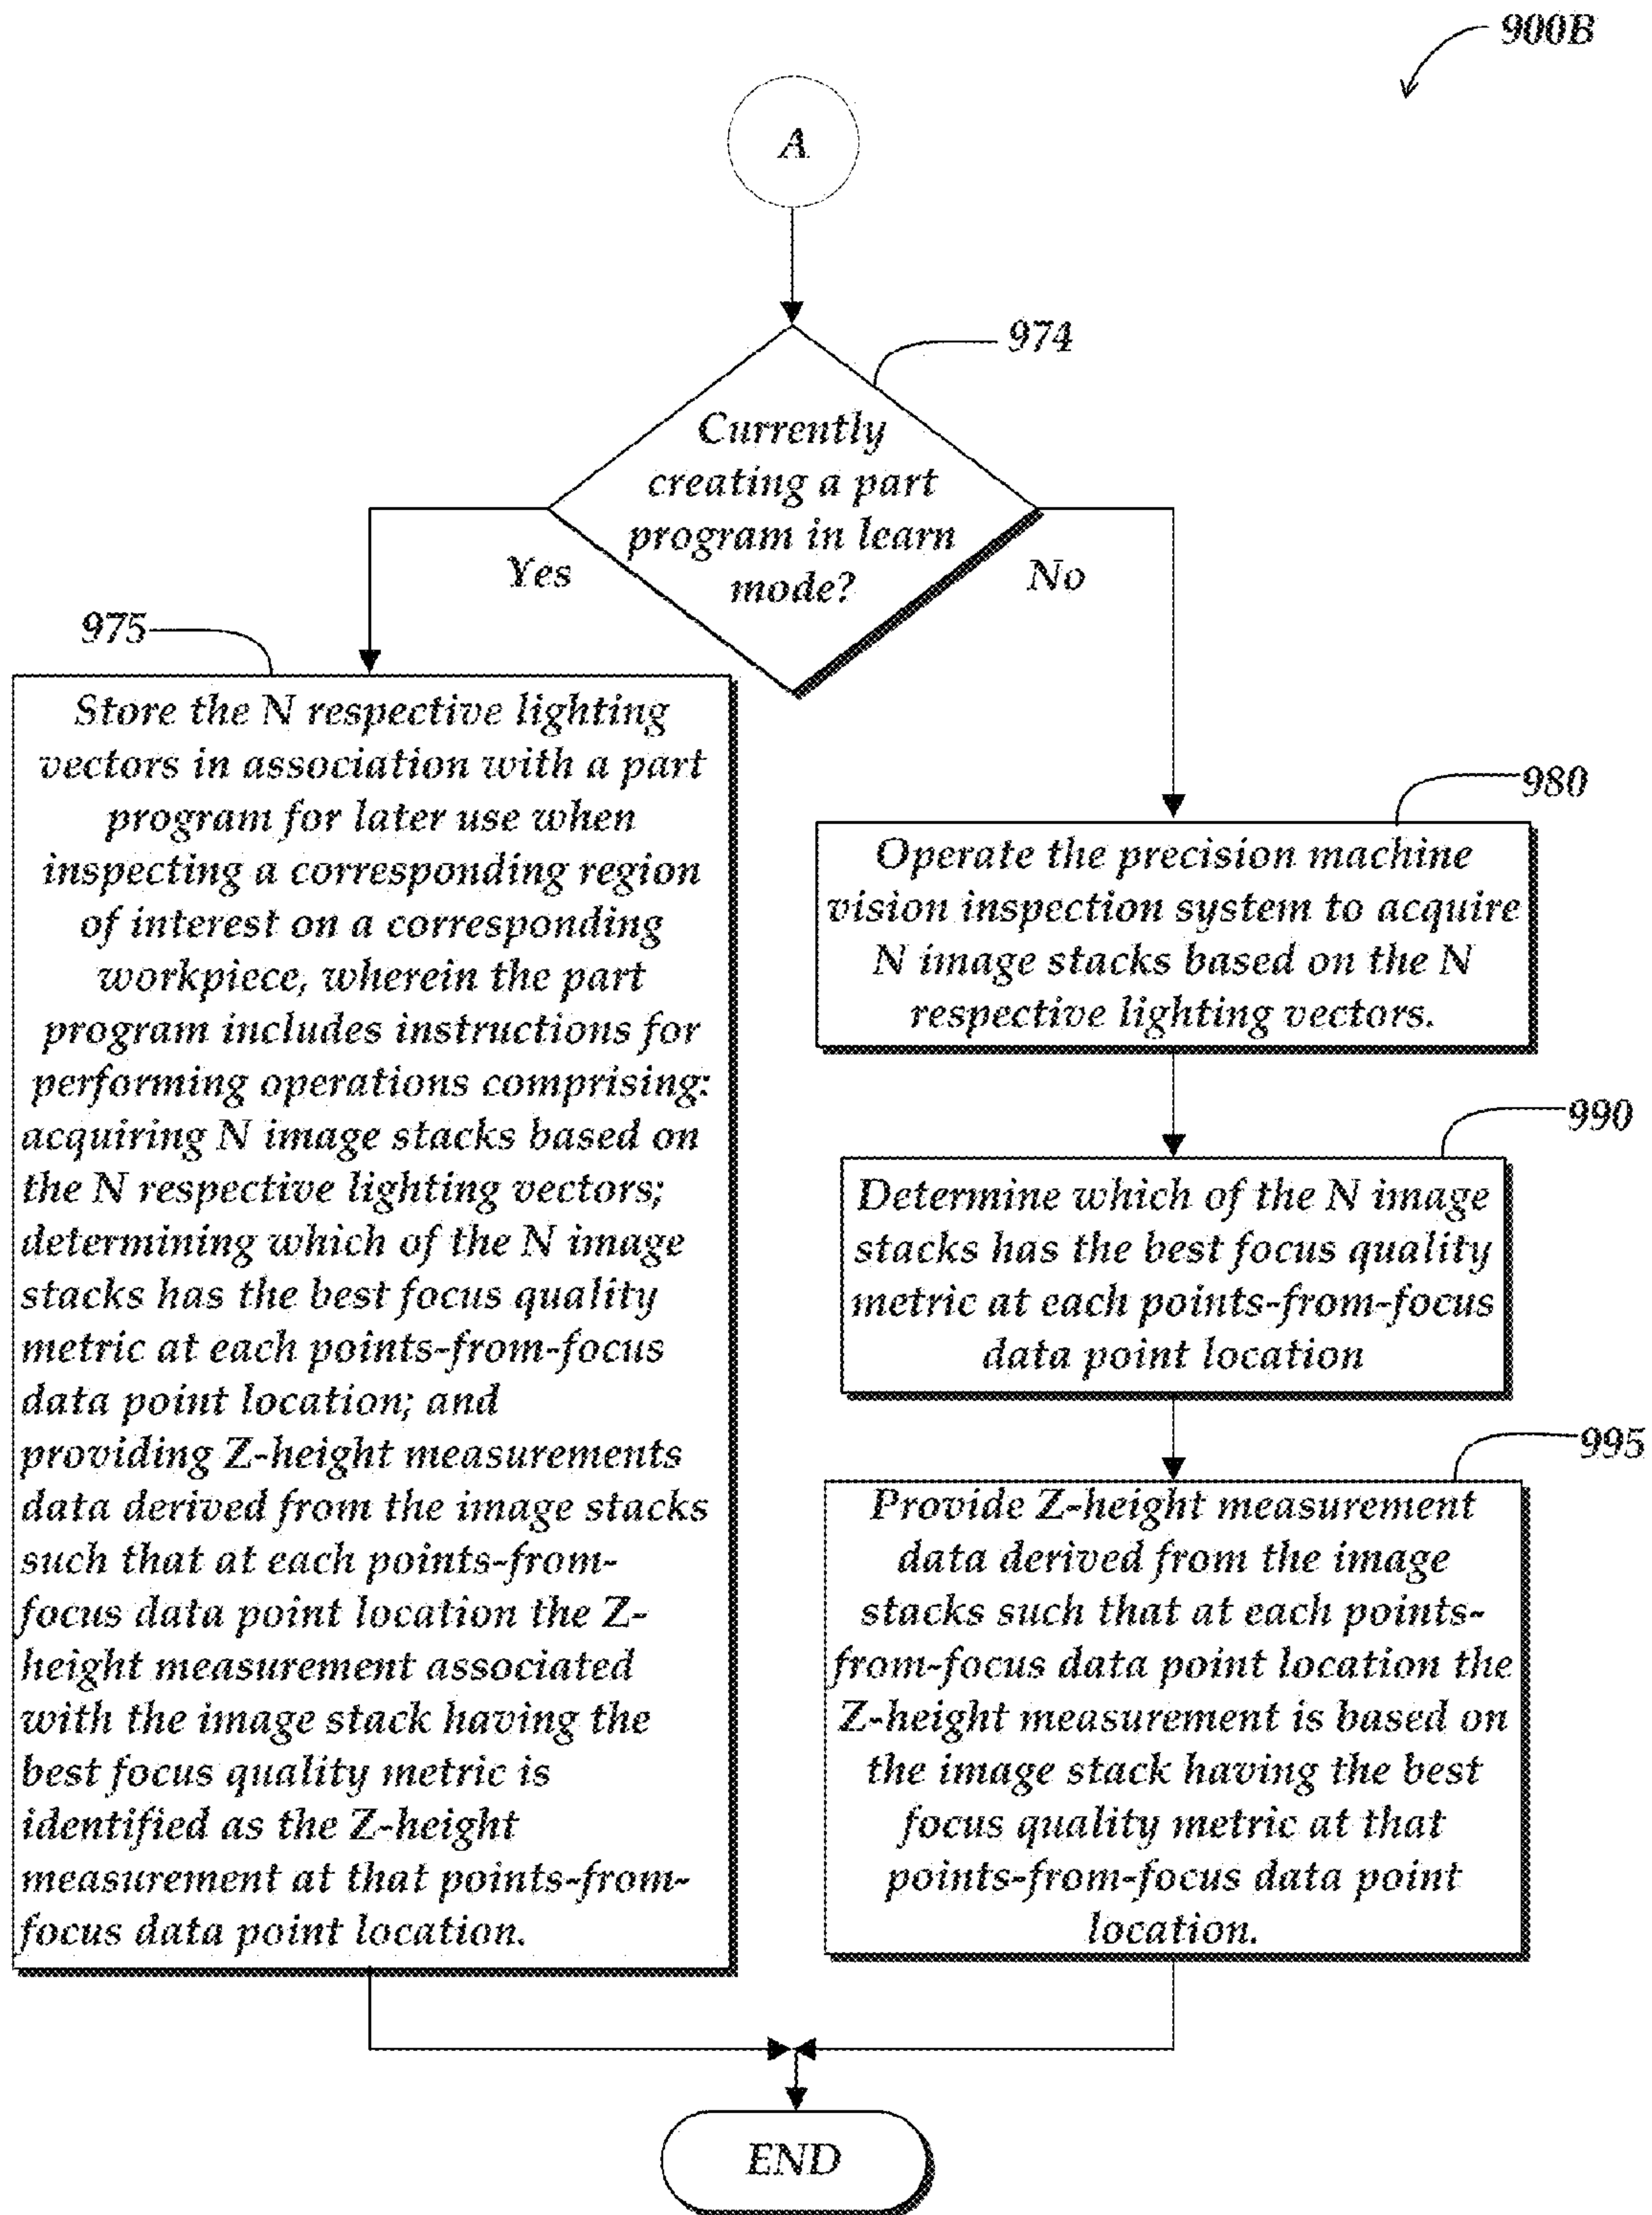 900B
A
974
Currently
creating a part
program in learn
mode?
Yes
No
975
Store the N respective lighting
vectors in association with a part
program for later use when
inspecting a corresponding region
of interest on a corresponding
workpiece, wherein the part
program includes instructions for
performing operations comprising:
acquiring N image stacks based on
the N respective lighting vectors;
determining which of the N image
stacks has the best focus quality
metric at each points-from-focus
data point location; and
providing Z-height measurements
data derived from the image stacks
such that at each points-from-
focus data point location the Z-
height measurement associated
with the image stack having the
best focus quality metric is
identified as the Z-height
measurement at that points-from-
focus data point location.
980
Operate the precision machine
vision inspection system to acquire
N image stacks based on the N
respective lighting vectors.
990
Determine which of the N image
stacks has the best focus quality
metric at each points-from-focus
data point location
995
Provide Z-height measurement
data derived from the image
stacks such that at each points-
from-focus data point location the
Z-height measurement is based on
the image stack having the best
focus quality metric at that
points-from-focus data point
location.
END